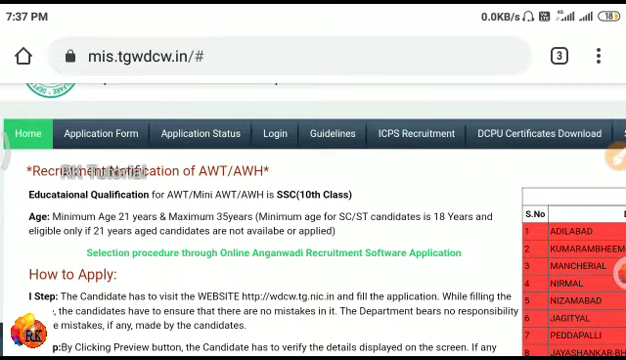 7:37 PM 0.0KB/s 18
mis.tgwdcw.in/# 3
Home Application Form Application Status Login Guidelines ICPS Recruitment DCPU Certificates Download
*Recruitment Notification of AWT/AWH*
RK Tutorial
Educataional Qualification for AWT/Mini AWT/AWH is SSC(10th Class)
Age: Minimum Age 21 years & Maximum 35years (Minimum age for SC/ST candidates is 18 Years and
eligible only if 21 years aged candidates are not availabe or applied)
Selection procedure through Online Anganwadi Recruitment Software Application
How to Apply:
I Step: The Candidate has to visit the WEBSITE http://wdcw.tg.nic.in and fill the application. While filling the
, the candidates have to ensure that there are no mistakes in it. The Department bears no responsibility
e mistakes, if any, made by the candidates.
p:By Clicking Preview button, the Candidate has to verify the details displayed on the screen. If any
RK
S.No
1 ADILABAD
2 KUMARAMBHEEM
3 MANCHERIAL
4 NIRMAL
5 NIZAMABAD
6 JAGITYAL
7 PEDDAPALLI
8 JAYASHANKAR-BH